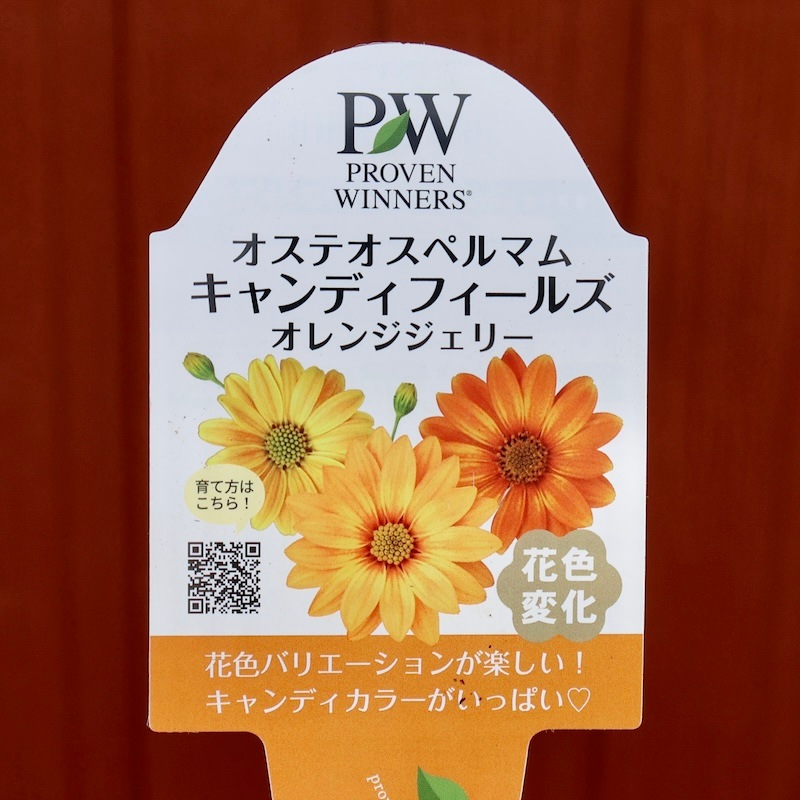 PW
PROVEN
WINNERS®
オステオスペルマム
キャンディフィールズ
オレンジジェリー
育て方は
こちら！
花色
変化
花色バリエーションが楽しい！
キャンディカラーがいっぱい♡
pro